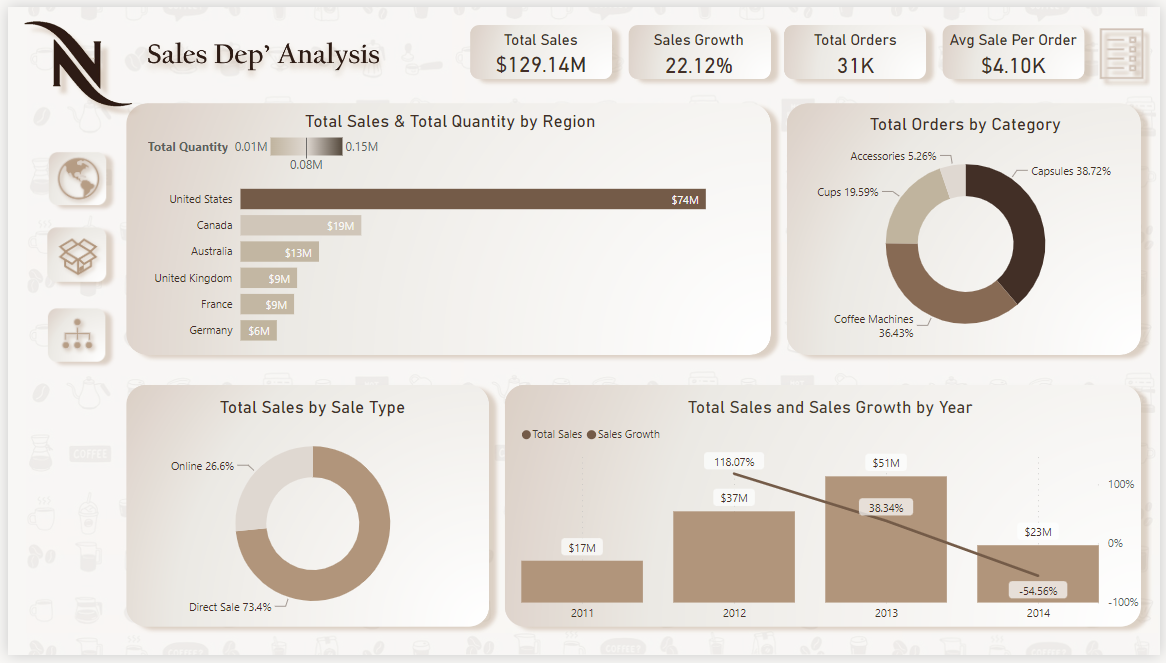 N
Sales Dep’ Analysis
Total Sales
$129.14M
Sales Growth
22.12%
Total Orders
31K
Avg Sale Per Order
$4.10K
Total Sales & Total Quantity by Region
Total Quantity 0.01M 0.15M
0.08M
United States $74M
Canada $19M
Australia $13M
United Kingdom $9M
France $9M
Germany $6M
Total Orders by Category
Accessories 5.26%
Capsules 38.72%
Cups 19.59%
Coffee Machines
36.43%
Total Sales by Sale Type
Online 26.6%
Direct Sale 73.4%
COFFEE
Total Sales and Sales Growth by Year
Total Sales Sales Growth
118.07%
$51M
100%
$37M
38.34%
$23M
$17M
0%
-54.56%
-100%
2011 2012 2013 2014
COFFEE
COFFEE